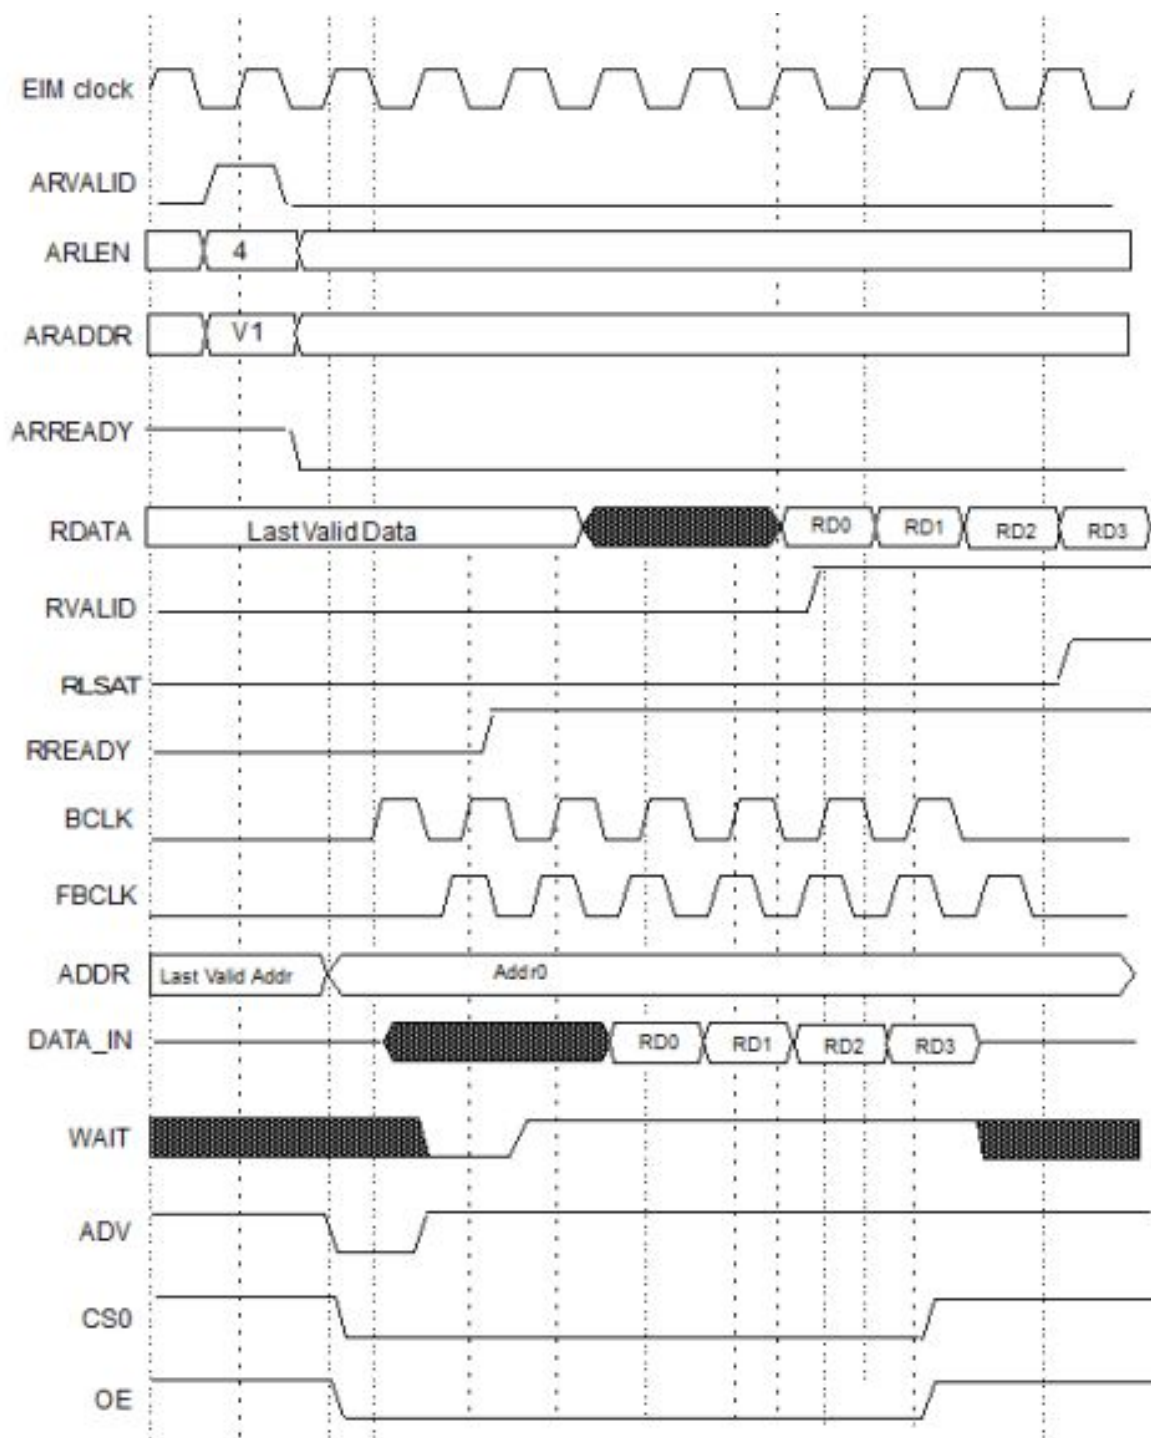 EIM clock
ARVALID
ARLEN 4
ARADDR V1
ARREADY
RDATA Last Valid Data RD0 RD1 RD2 RD3
RVALID
RLSAT
RREADY
BCLK
FBCLK
ADDR Last Valid Addr Addr0
DATA_IN RD0 RD1 RD2 RD3
WAIT
ADV
CS0
OE